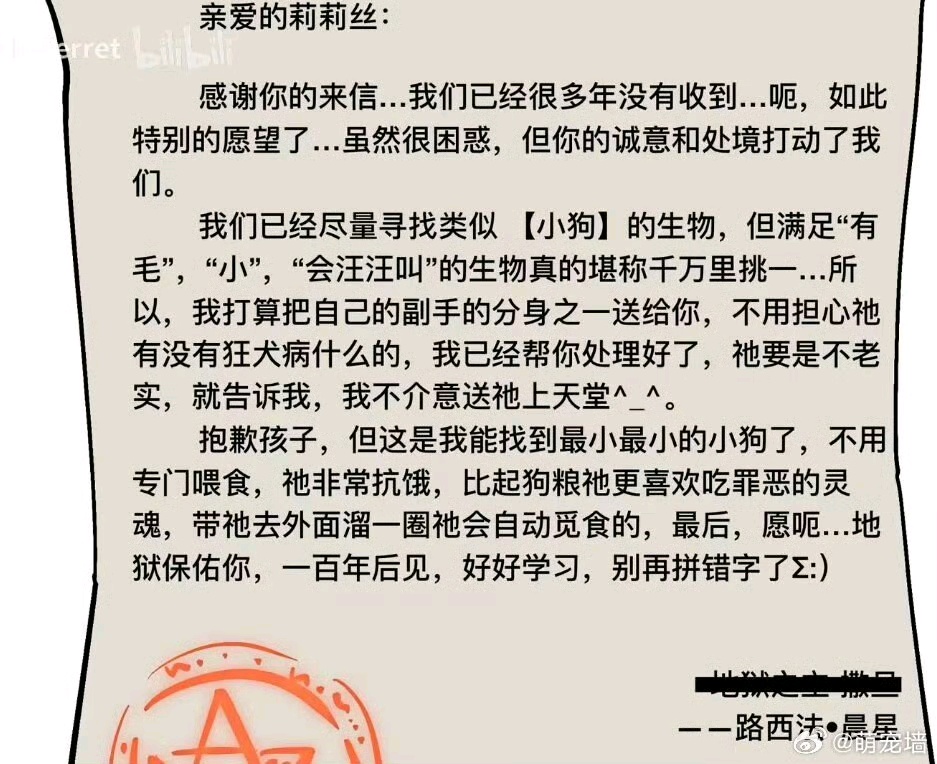 亲爱的莉莉丝：
erret bilibili
感谢你的来信...我们已经很多年没有收到...呃，如此
特别的愿望了...虽然很困惑，但你的诚意和处境打动了我
们。
我们已经尽量寻找类似 【小狗】的生物，但满足“有
毛”，“小”，“会汪汪叫”的生物真的堪称千万里挑一...所
以，我打算把自己的副手的分身之一送给你，不用担心祂
有没有狂犬病什么的，我已经帮你处理好了，祂要是不老
实，就告诉我，我不介意送祂上天堂^_^。
抱歉孩子，但这是我能找到最小最小的小狗了，不用
专门喂食，祂非常抗饿，比起狗粮祂更喜欢吃罪恶的灵
魂，带祂去外面溜一圈祂会自动觅食的，最后，愿呃...地
狱保佑你，一百年后见，好好学习，别再拼错字了Σ:）
地狱之主 撒旦
——路西法•晨星
@萌宠墙